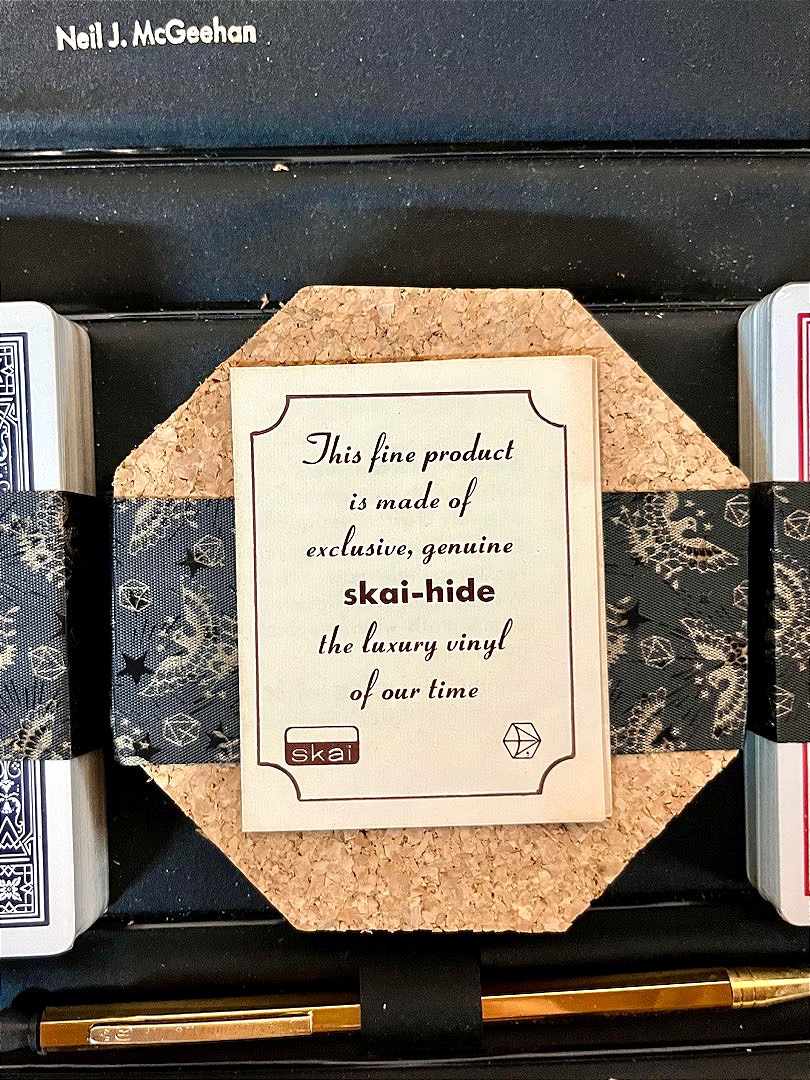 Neil J. McGeehan
This fine product
is made of
exclusive, genuine
skai-hide
the luxury vinyl
of our time
skai